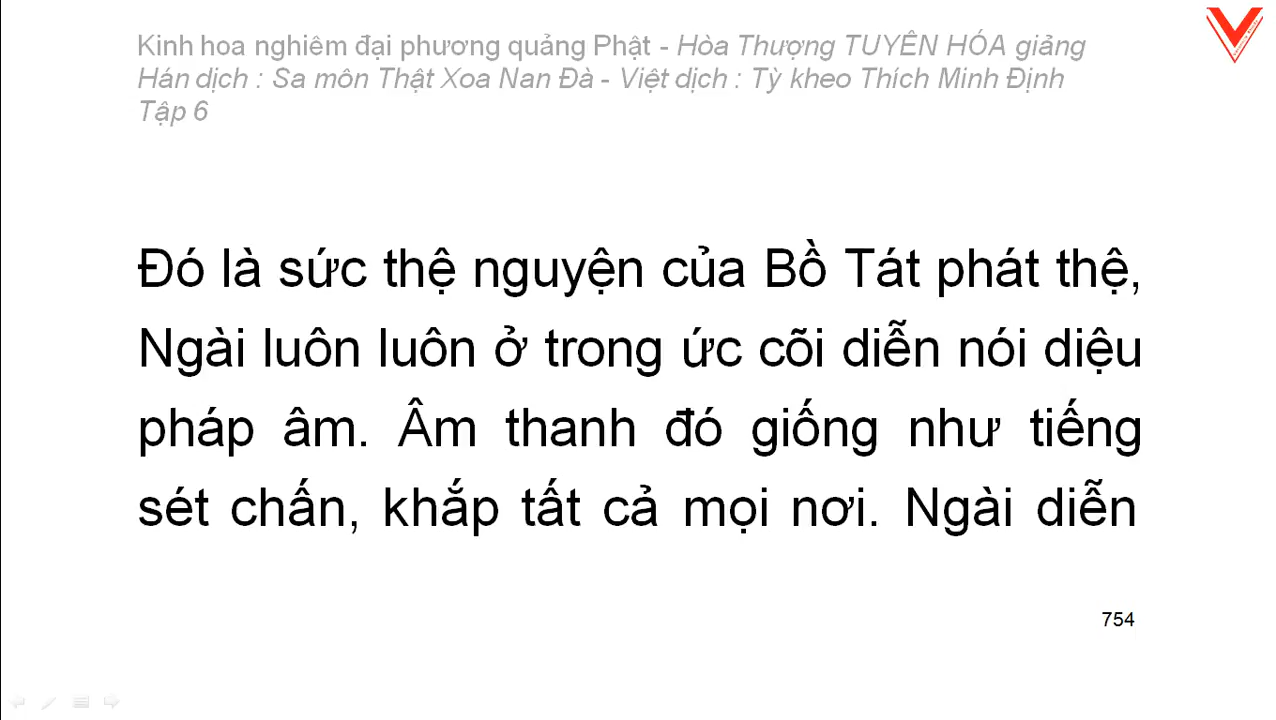 Kinh hoa nghiêm đại phương quảng Phật - Hòa Thượng TUYÊN HÓA giảng
Hán dịch : Sa môn Thật Xoa Nan Đà - Việt dịch : Tỳ kheo Thích Minh Định
Tập 6
Đó là sức thệ nguyện của Bồ Tát phát thệ,
Ngài luôn luôn ở trong ức cõi diễn nói diệu
pháp âm. Âm thanh đó giống như tiếng
sét chấn, khắp tất cả mọi nơi. Ngài diễn
754